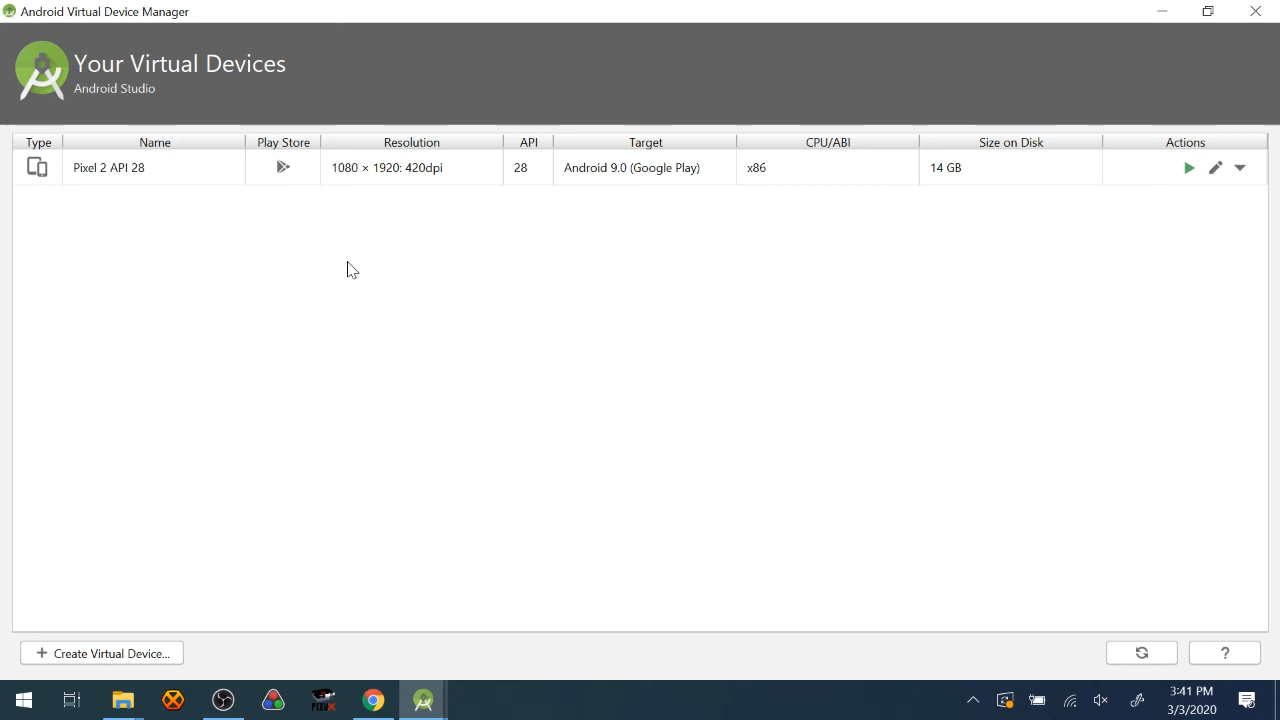 Android Virtual Device Manager
Your Virtual Devices
Android Studio
Type Name Play Store Resolution API Target CPU/ABI Size on Disk Actions
Pixel 2 API 28 1080 × 1920: 420dpi 28 Android 9.0 (Google Play) x86 14 GB
+ Create Virtual Device... ?
3:41 PM
3/3/2020